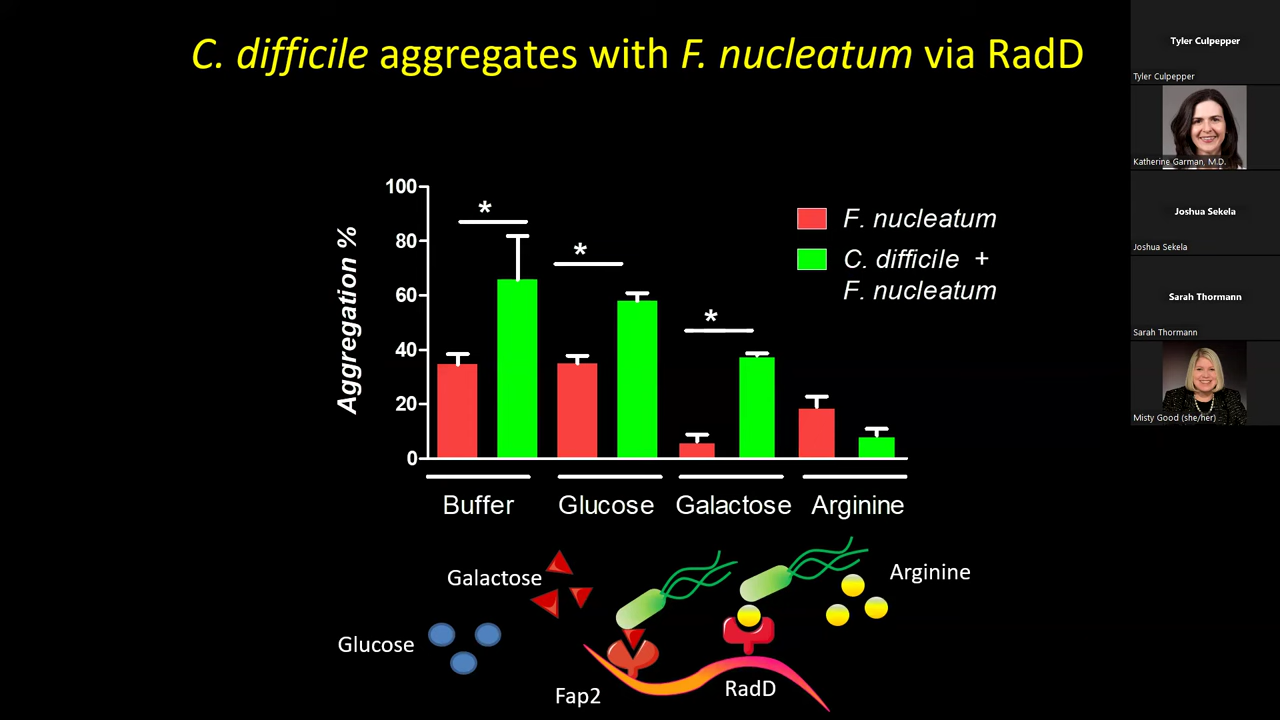 C. difficile aggregates with F. nucleatum via RadD
Aggregation %
100
80
60
40
20
0
*
*
*
F. nucleatum
C. difficile +
F. nucleatum
Buffer
Glucose
Galactose
Arginine
Galactose
Arginine
Glucose
Fap2
RadD
Tyler Culpepper
Tyler Culpepper
Katherine Garman, M.D.
Joshua Sekela
Joshua Sekela
Sarah Thormann
Sarah Thormann
Misty Good (she/her)